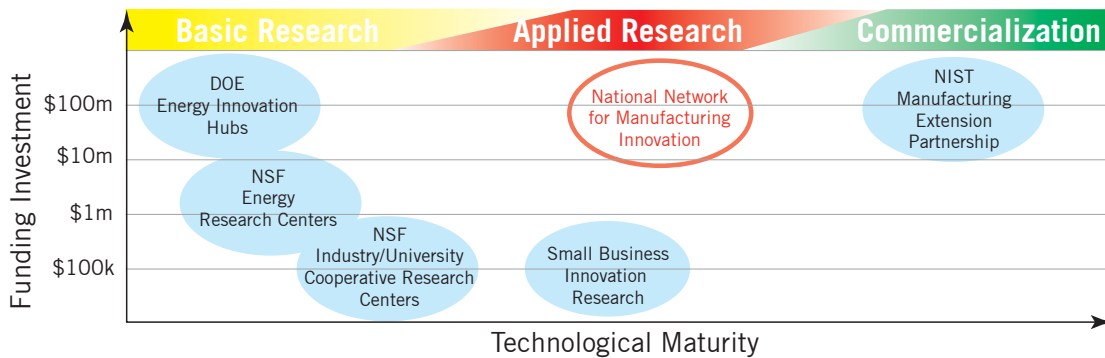 Basic Research
Applied Research
Commercialization
Funding Investment
$100m
$10m
$1m
$100k
DOE
Energy Innovation
Hubs
NSF
Energy
Research Centers
NSF
Industry/University
Cooperative Research
Centers
National Network
for Manufacturing
Innovation
Small Business
Innovation
Research
NIST
Manufacturing
Extension
Partnership
Technological Maturity